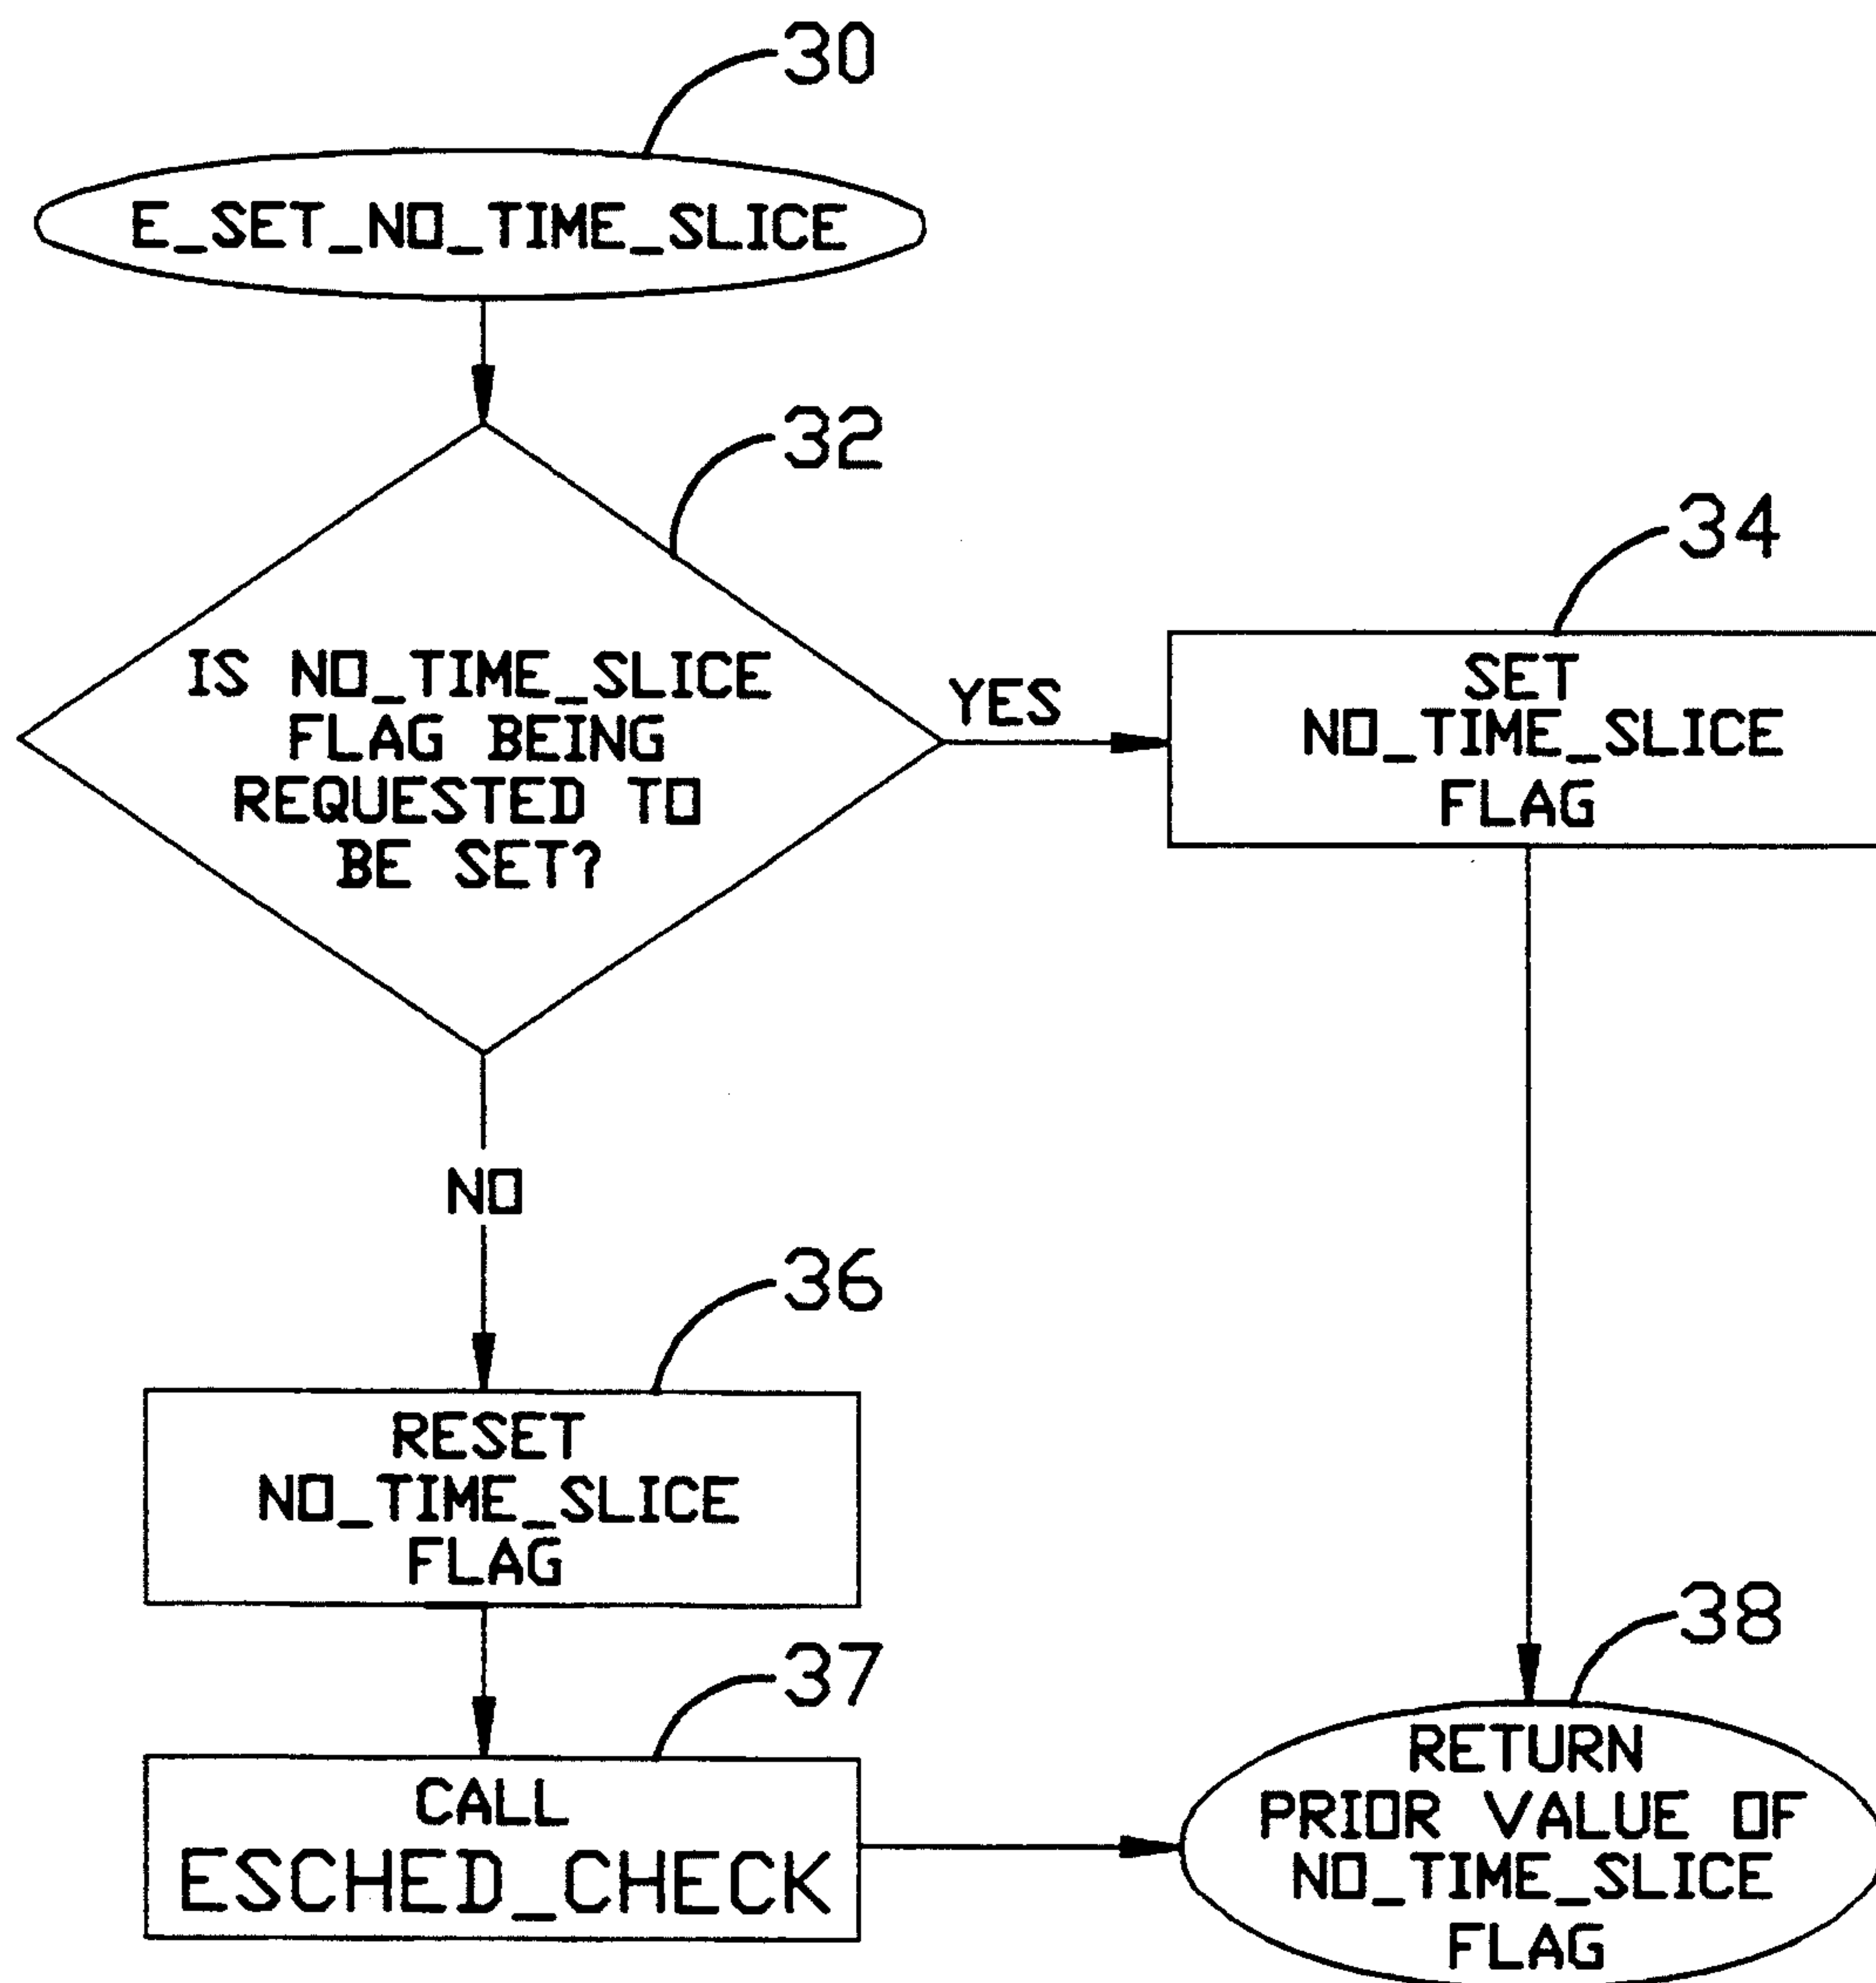 30
E_SET_NO_TIME_SLICE
32
IS NO_TIME_SLICE
FLAG BEING
REQUESTED TO
BE SET?
YES
34
SET
NO_TIME_SLICE
FLAG
NO
36
RESET
NO_TIME_SLICE
FLAG
37
CALL
ESCHED_CHECK
38
RETURN
PRIOR VALUE OF
NO_TIME_SLICE
FLAG